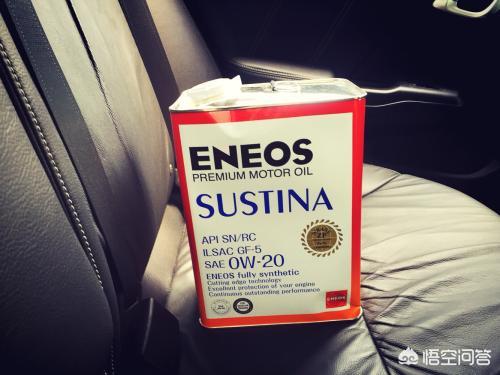 ENEOS
PREMIUM MOTOR OIL
SUSTINA
API SN/RC
ILSAC GF-5
SAE 0W-20
ENEOS fully synthetic
Cutting edge technology
Excellent protection of your engine
Continuous outstanding performance
ENEOS
悟空问答